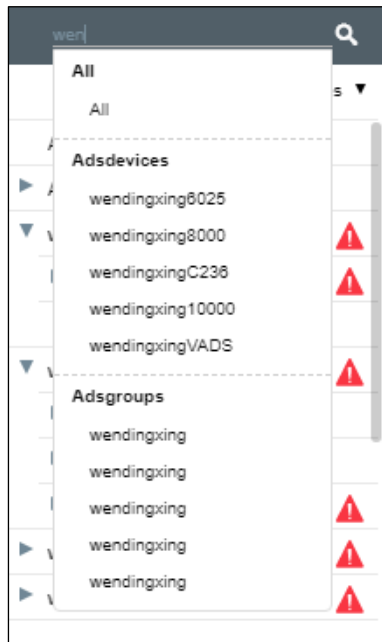 wen
s ▼
All
All
Adsdevices
wendingxing6025
wendingxing8000
wendingxingC236
wendingxing10000
wendingxingVADS
Adsgroups
wendingxing
wendingxing
wendingxing
wendingxing
wendingxing